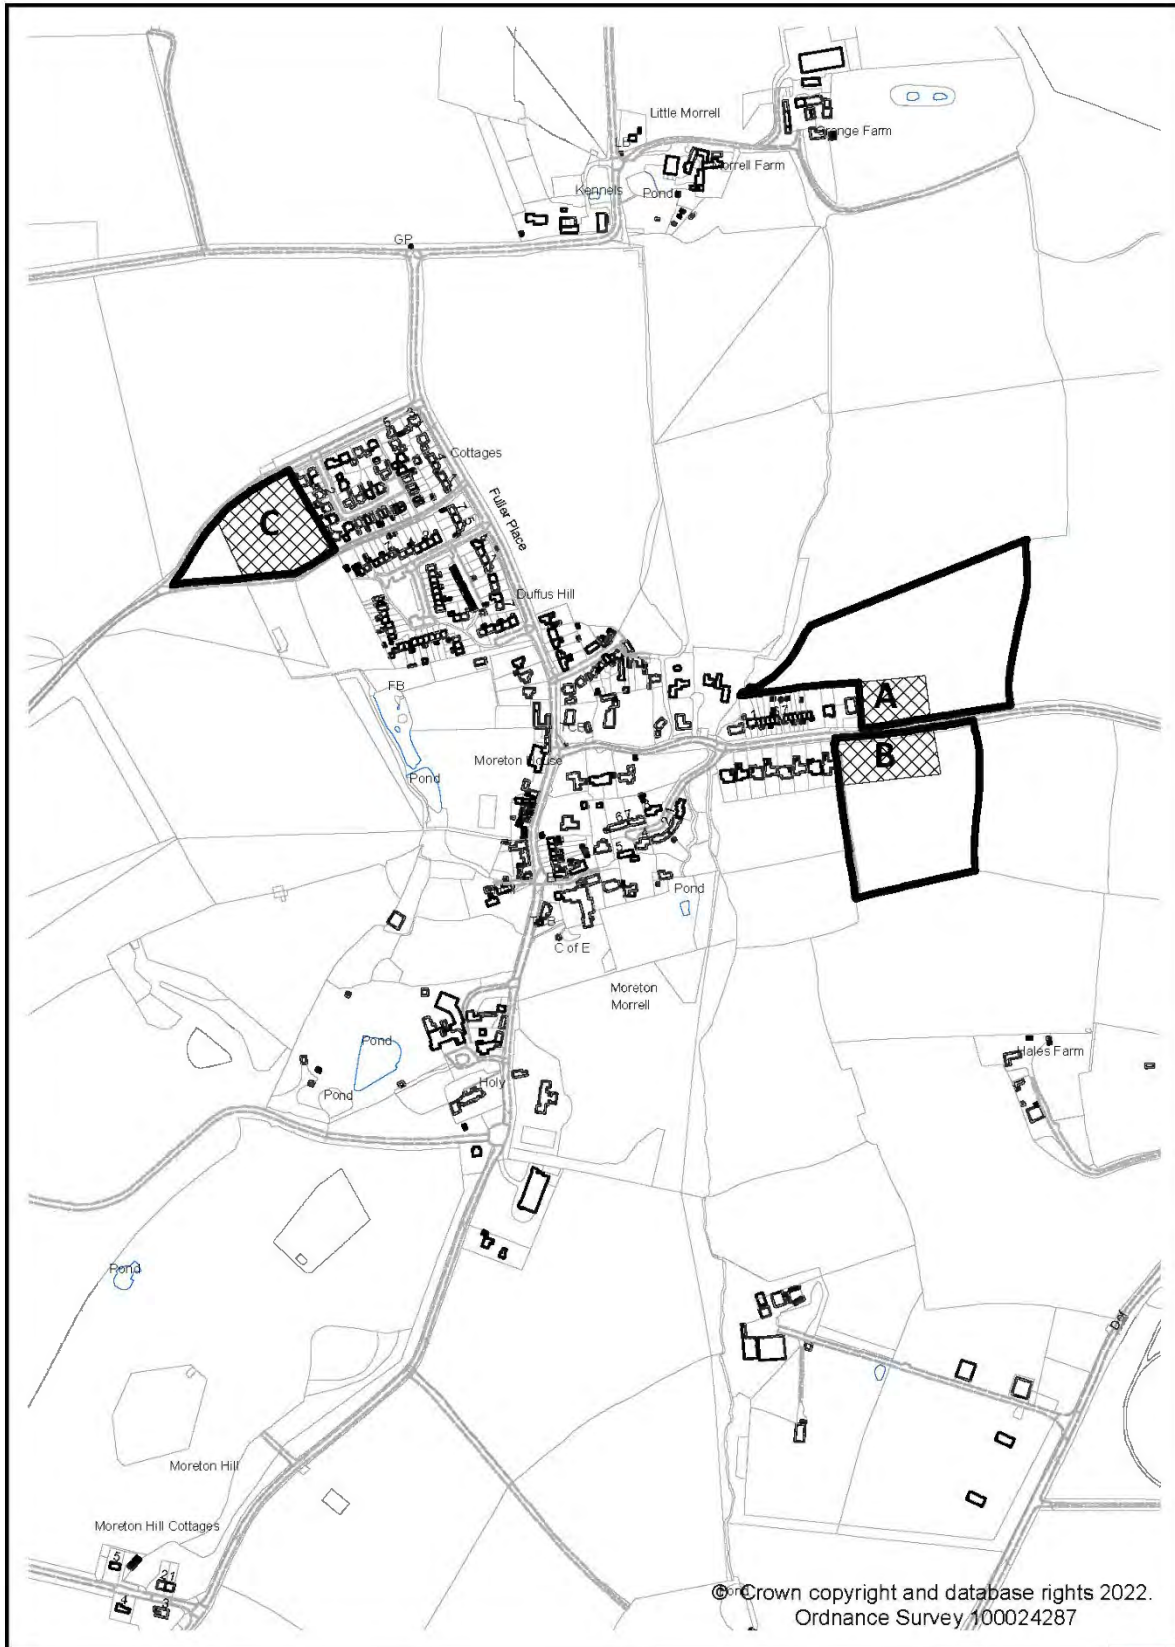 Little Morrell
Grange Farm
LB
Morrell Farm
Kennels
Pond
GP
Cottages
C
Fuller Place
Duffus Hill
FB
A
Moreton House
B
Pond
Pond
C of E
Moreton
Morrell
Pond
Hales Farm
Holy
Pond
Pond
Def
Moreton Hill
Moreton Hill Cottages
5
21
4
3
© Crown copyright and database rights 2022.
Ordnance Survey 100024287